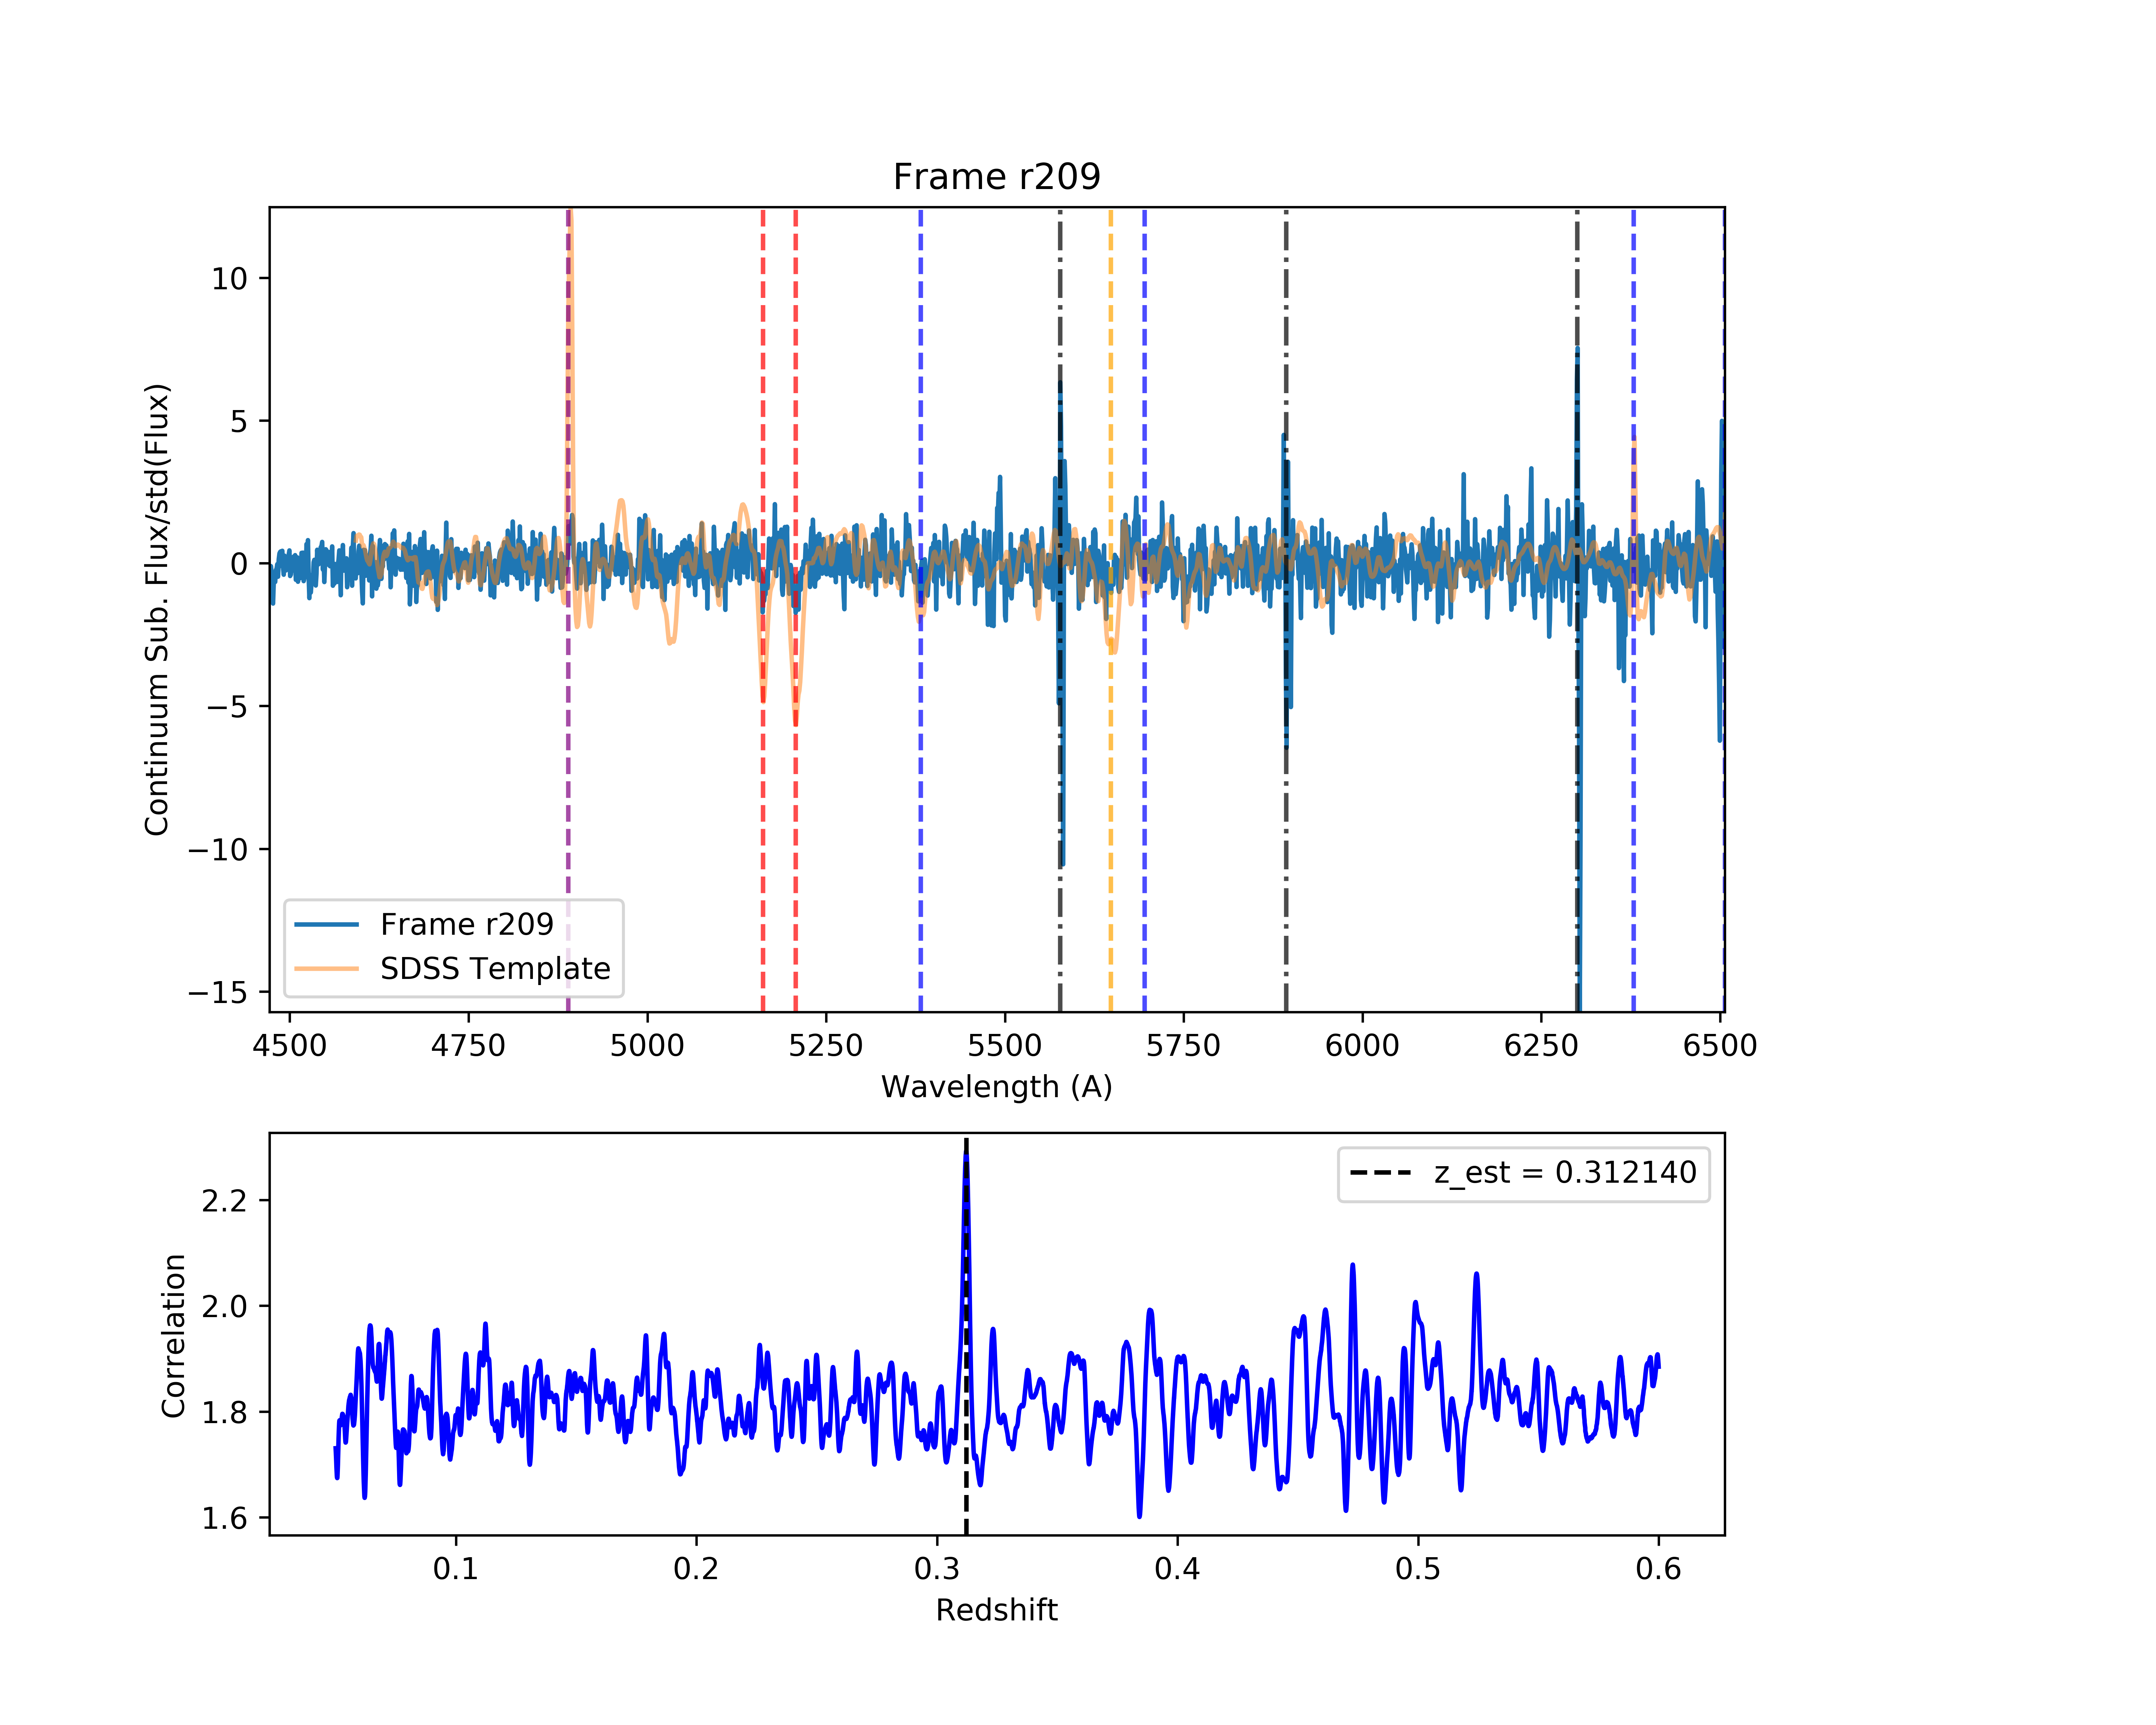 Frame r209
10
5
0
−5
−10
−15
Continuum Sub. Flux/std(Flux)
Frame r209
SDSS Template
4500 4750 5000 5250 5500 5750 6000 6250 6500
Wavelength (A)
2.2
2.0
1.8
1.6
Correlation
z_est = 0.312140
0.1 0.2 0.3 0.4 0.5 0.6
Redshift